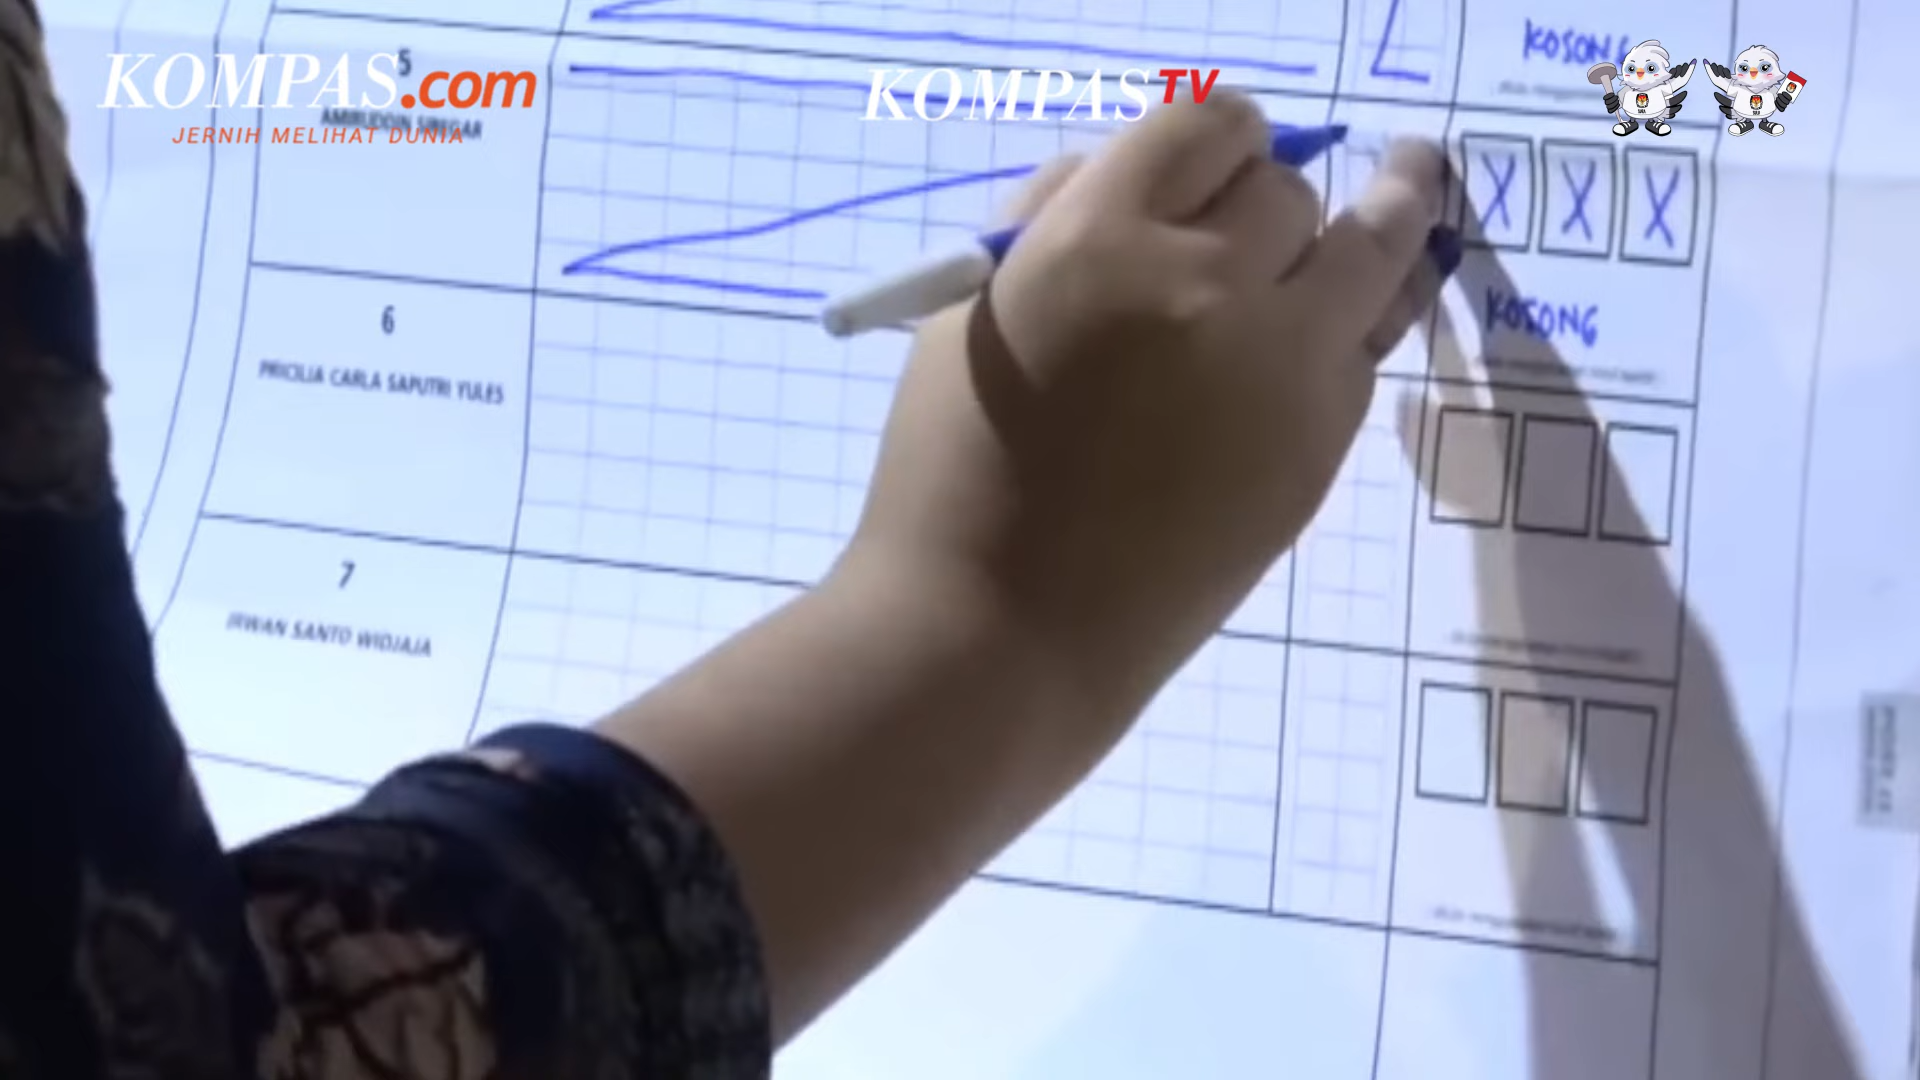 KOSONG
KOMPAS.com
JERNIH MELIHAT DUNIA
KOMPASTV
5
AMIRUDDIN SIREGAR
X X X
KOSONG
6
PRICILIA CARLA SAPUTRI YULES
7
IRWAN SANTO WIDJAJA